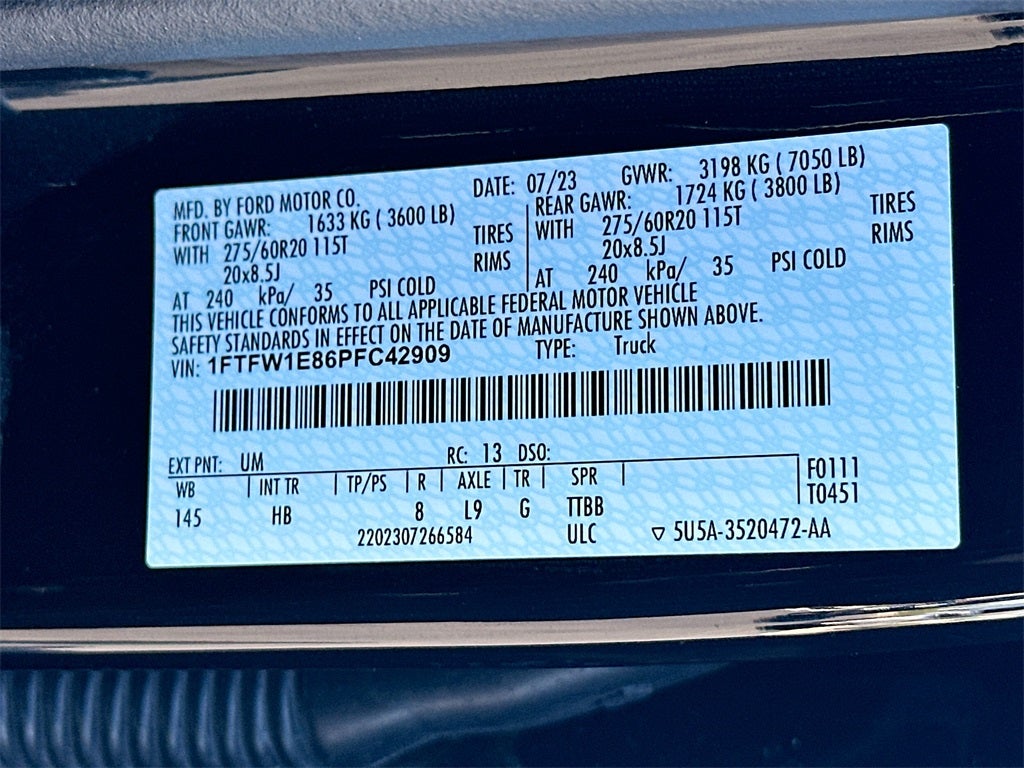 MFD. BY FORD MOTOR CO. DATE: 07/23 GVWR: 3198 KG ( 7050 LB)
FRONT GAWR: 1633 KG ( 3600 LB) REAR GAWR: 1724 KG ( 3800 LB)
WITH 275/60R20 115T TIRES WITH 275/60R20 115T TIRES
20x8.5J RIMS 20x8.5J RIMS
AT 240 kPa/ 35 PSI COLD AT 240 kPa/ 35 PSI COLD
THIS VEHICLE CONFORMS TO ALL APPLICABLE FEDERAL MOTOR VEHICLE
SAFETY STANDARDS IN EFFECT ON THE DATE OF MANUFACTURE SHOWN ABOVE.
VIN: 1FTFW1E86PFC42909 TYPE: Truck
EXT PNT: UM RC: 13 DSO:
WB INT TR TP/PS R AXLE TR SPR F0111
145 HB 8 L9 G TTBB T0451
2202307266584 ULC ▽ 5U5A-3520472-AA